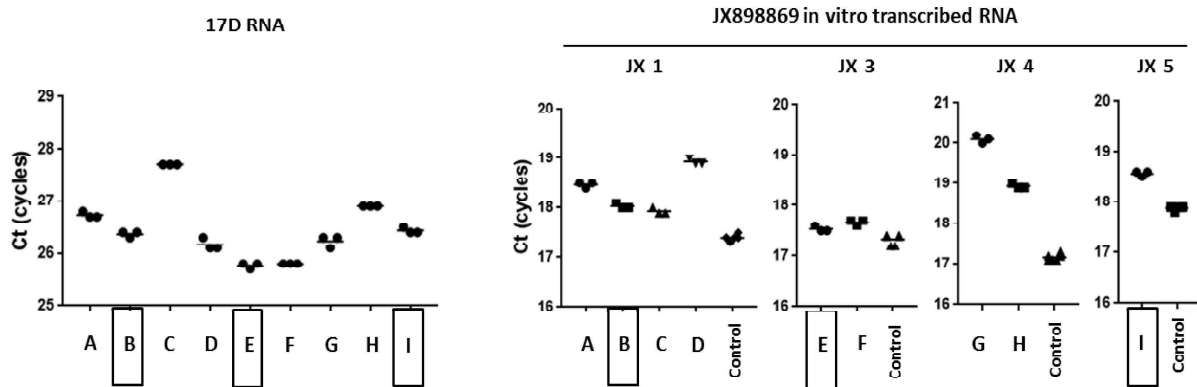 17D RNA
29
28
27
26
25
Ct (cycles)
A B C D E F G H I
JX898869 in vitro transcribed RNA
JX 1
20
19
18
17
16
Ct (cycles)
A B C D Control
JX 3
20
19
18
17
16
E F Control
JX 4
21
20
19
18
17
16
G H Control
JX 5
20
19
18
17
16
I Control